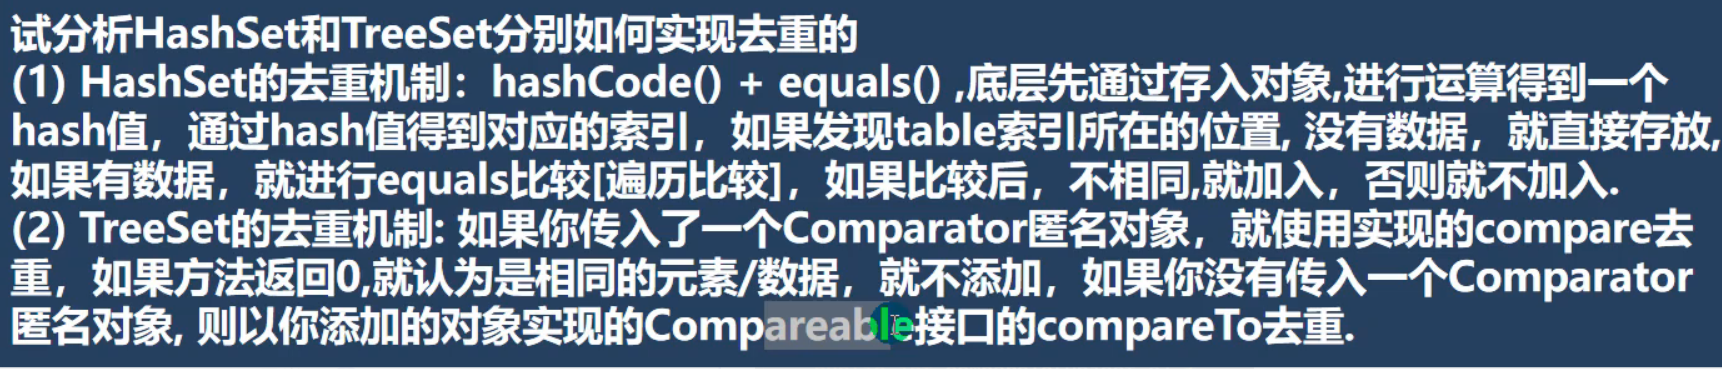 试分析HashSet和TreeSet分别如何实现去重的
(1) HashSet的去重机制：hashCode() + equals() ,底层先通过存入对象,进行运算得到一个
hash值，通过hash值得到对应的索引，如果发现table索引所在的位置, 没有数据，就直接存放,
如果有数据，就进行equals比较[遍历比较]，如果比较后，不相同,就加入，否则就不加入.
(2) TreeSet的去重机制: 如果你传入了一个Comparator匿名对象，就使用实现的compare去
重，如果方法返回0,就认为是相同的元素/数据，就不添加，如果你没有传入一个Comparator
匿名对象, 则以你添加的对象实现的Compareable接口的compareTo去重.